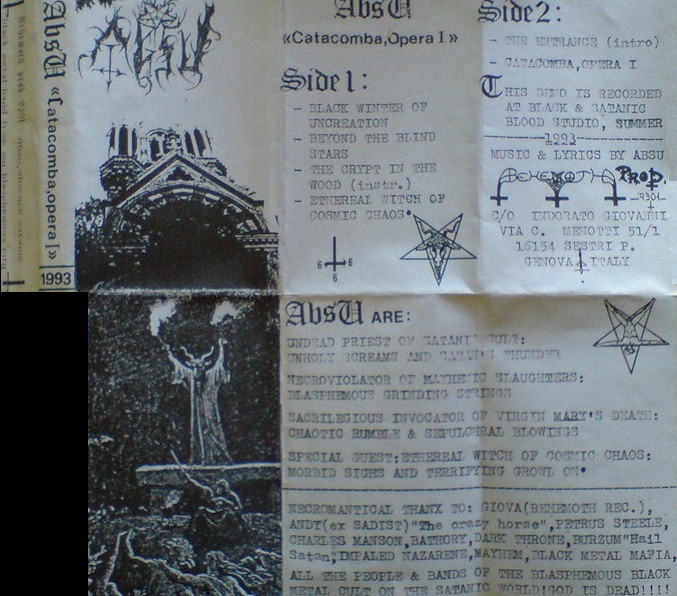 AbsU «Catacomba,opera I»
1993
AbsU
AbsU
«Catacomba,Opera I»
Side 1:
- BLACK WINTER OF
UNCREATION
- BEYOND THE BLIND
STARS
- THE CRYPT IN THE
WOOD (instr.)
- ETHEREAL WITCH OF
COSMIC CHAOS•
6 6
6
Side 2:
- THE ENTRANCE (intro)
- CATACOMBA,OPERA I
THIS DEMO IS RECORDED
AT BLACK & SATANIC
BLOOD STUDIO, SUMMER
1993
MUSIC & LYRICS BY ABSU
BEHEMOTH PROD.
9301
C/O INDORATO GIOVANNI
VIA C. MENOTTI 51/1
16154 SESTRI P.
GENOVA ITALY
AbsU ARE:
UNDEAD PRIEST OF SATANIC CULT:
UNHOLY SCREAMS AND SATAN'S THUNDER
NECROVIOLATOR OF MAYHEMIC SLAUGHTERS:
BLASPHEMOUS GRINDING STRINGS
SACRILEGIOUS INVOCATOR OF VIRGIN MARY'S DEATH:
CHAOTIC RUMBLE & SEPULCHRAL BLOWINGS
SPECIAL GUEST:ETHEREAL WITCH OF COSMIC CHAOS:
MORBID SIGHS AND TERRIFYING GROWL ON•
NECROMANTICAL THANX TO: GIOVA(BEHEMOTH REC.),
ANDY(ex SADIST)"The crazy horse",PETRUS STEELE,
CHARLES MANSON,BATHORY,DARK THRONE,BURZUM"Hail
Satan",IMPALED NAZARENE,MAYHEM,BLACK METAL MAFIA,
ALL THE PEOPLE & BANDS OF THE BLASPHEMOUS BLACK
METAL CULT ON THE SATANIC WORLD!GOD IS DEAD!!!!